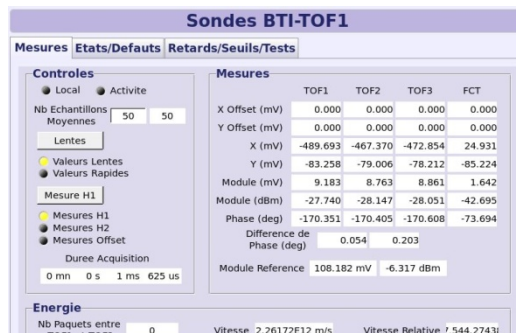 Sondes BTI-TOF1
Mesures Etats/Defauts Retards/Seuils/Tests
Controles
Local Activite
Nb Echantillons Moyennes 50 50
Lentes
Valeurs Lentes
Valeurs Rapides
Mesure H1
Mesures H1
Mesures H2
Mesures Offset
Duree Acquisition
0 mn 0 s 1 ms 625 us
Mesures
TOF1 TOF2 TOF3 FCT
X Offset (mV) 0.000 0.000 0.000 0.000
Y Offset (mV) 0.000 0.000 0.000 0.000
X (mV) -489.693 -467.370 -472.854 24.931
Y (mV) -83.258 -79.006 -78.212 -85.224
Module (mV) 9.183 8.763 8.861 1.642
Module (dBm) -27.740 -28.147 -28.051 -42.695
Phase (deg) -170.351 -170.405 -170.608 -73.694
Difference de
Phase (deg) 0.054 0.203
Module Reference 108.182 mV -6.317 dBm
Energie
Nb Paquets entre 0
Vitesse 2.26172E12 m/s Vitesse Relative 7544.2743